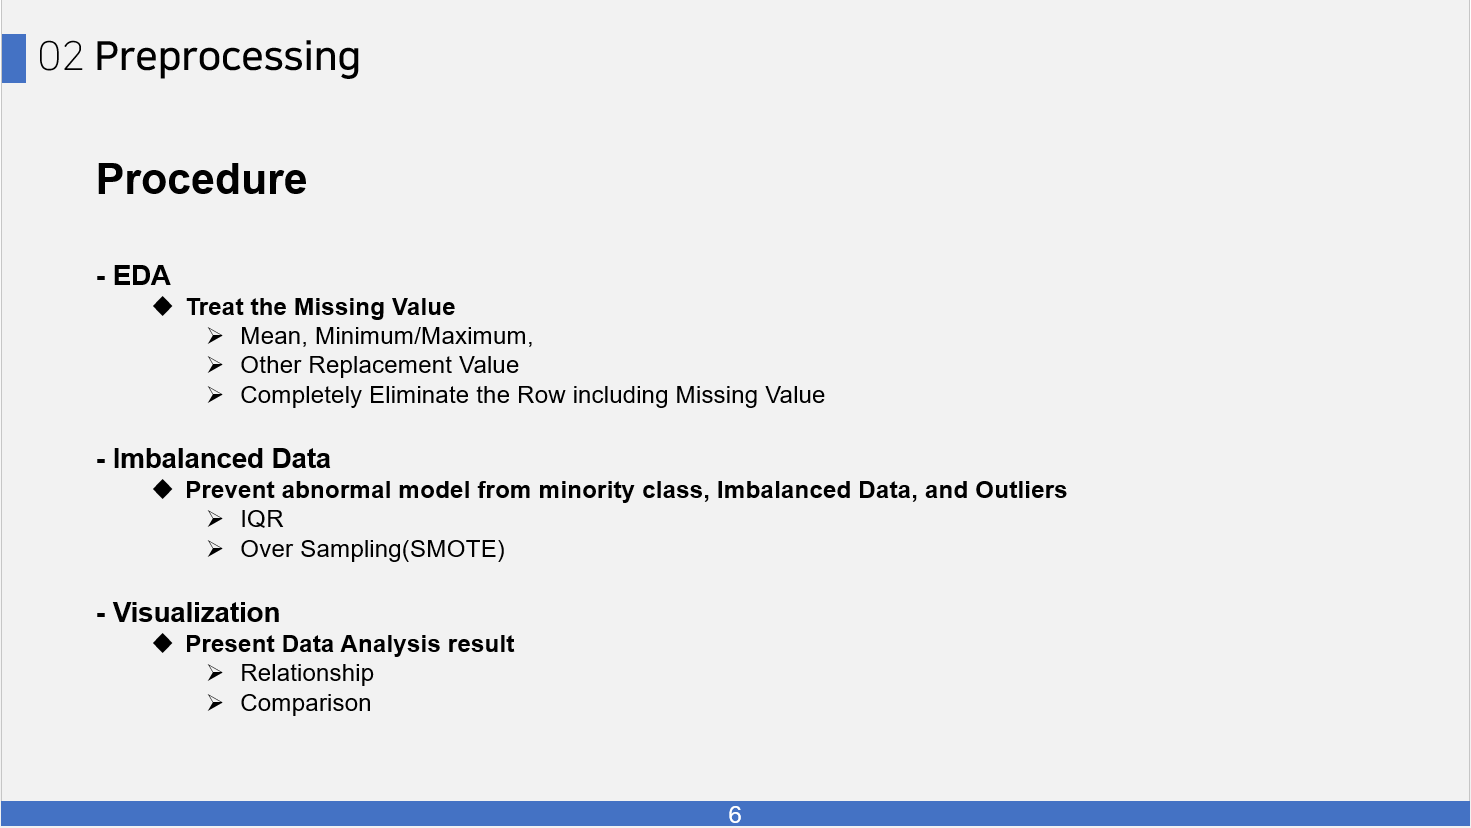 02 Preprocessing
Procedure
- EDA
◆ Treat the Missing Value
➢ Mean, Minimum/Maximum,
➢ Other Replacement Value
➢ Completely Eliminate the Row including Missing Value
- Imbalanced Data
◆ Prevent abnormal model from minority class, Imbalanced Data, and Outliers
➢ IQR
➢ Over Sampling(SMOTE)
- Visualization
◆ Present Data Analysis result
➢ Relationship
➢ Comparison
6